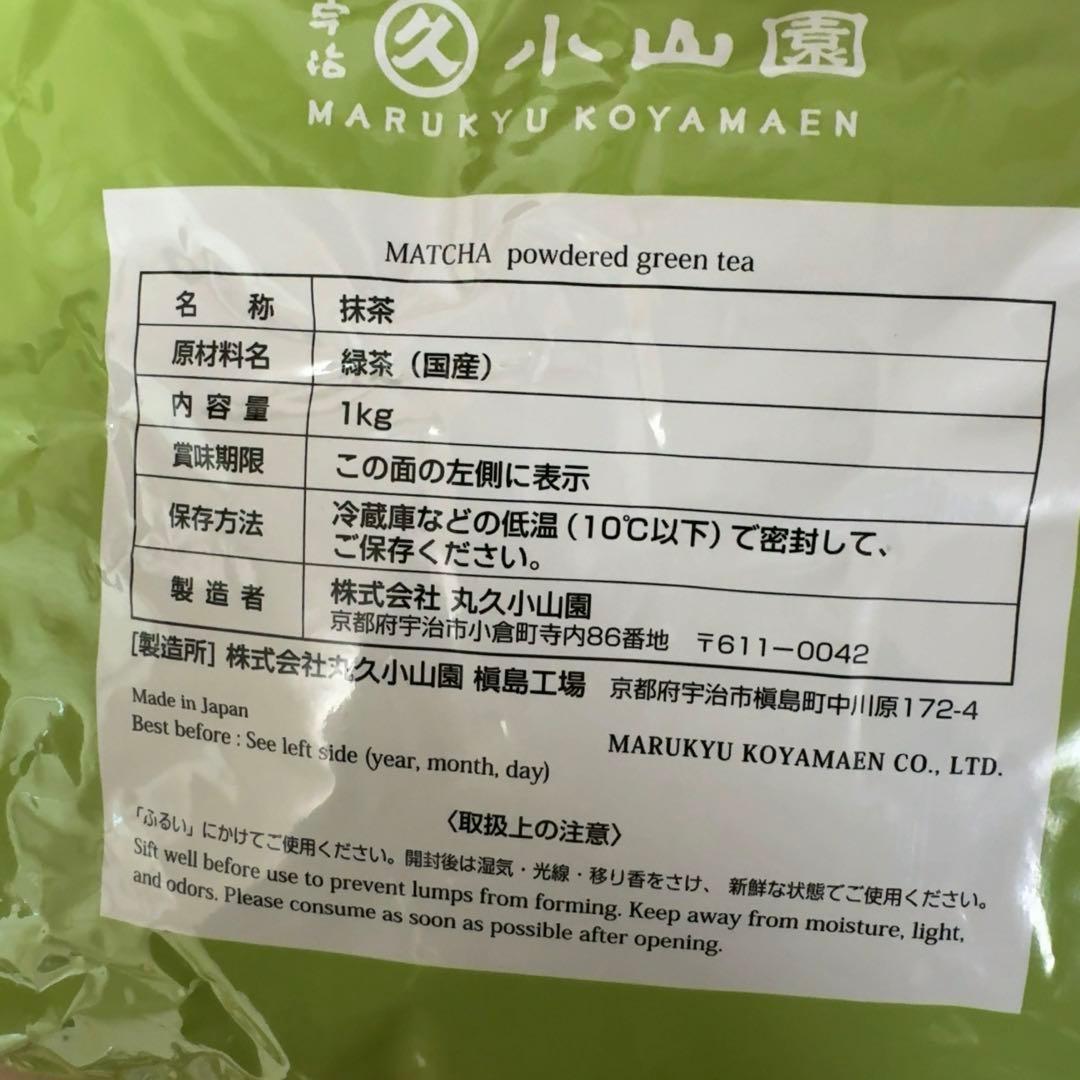 宇治 久 小山園
MARUKYU KOYAMAEN
MATCHA powdered green tea
名 称 抹茶
原材料名 緑茶（国産）
内容量 1kg
賞味期限 この面の左側に表示
保存方法 冷蔵庫などの低温（10℃以下）で密封して、
ご保存ください。
製造者 株式会社 丸久小山園
京都府宇治市小倉町寺内86番地 〒611－0042
[製造所] 株式会社丸久小山園 槇島工場 京都府宇治市槇島町中川原172-4
Made in Japan
Best before : See left side (year, month, day)
MARUKYU KOYAMAEN CO., LTD.
〈取扱上の注意〉
「ふるい」にかけてご使用ください。開封後は湿気・光線・移り香をさけ、 新鮮な状態でご使用ください。
Sift well before use to prevent lumps from forming. Keep away from moisture, light,
and odors. Please consume as soon as possible after opening.